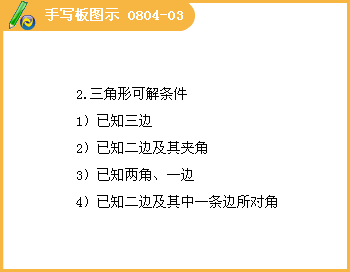 手写板图示 0804-03
2.三角形可解条件
1）已知三边
2）已知二边及其夹角
3）已知两角、一边
4）已知二边及其中一条边所对角